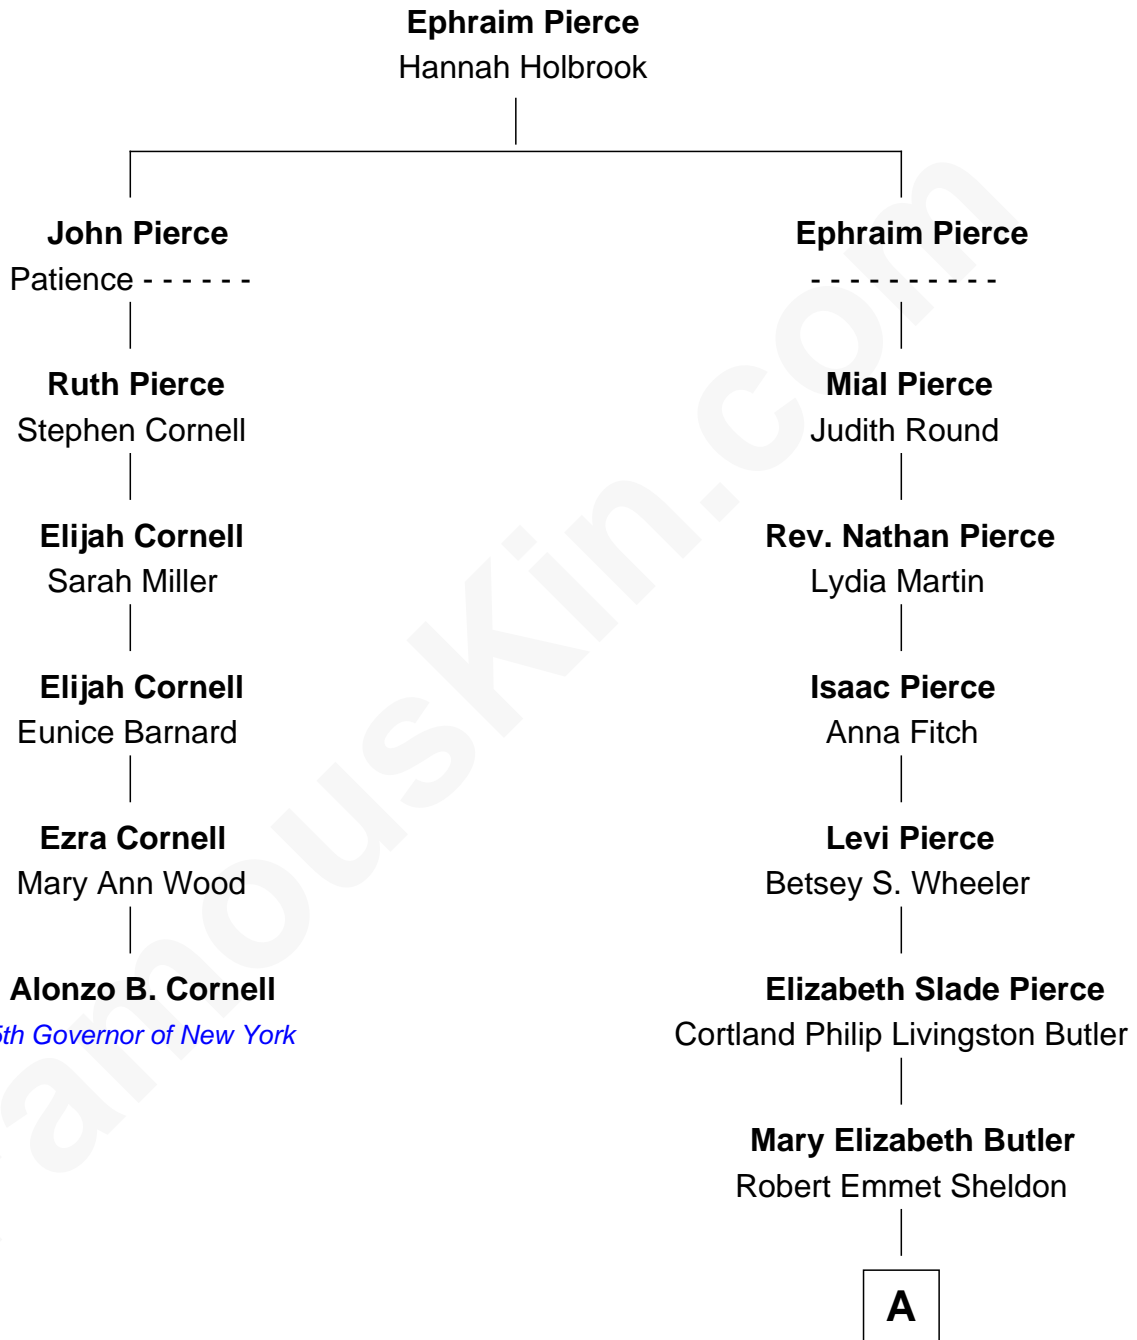 Ephraim Pierce
Hannah Holbrook
John Pierce
Patience - - - - - -
Ephraim Pierce
- - - - - - - - - -
Ruth Pierce
Stephen Cornell
Mial Pierce
Judith Round
Elijah Cornell
Sarah Miller
Rev. Nathan Pierce
Lydia Martin
Elijah Cornell
Eunice Barnard
Isaac Pierce
Anna Fitch
Ezra Cornell
Mary Ann Wood
Levi Pierce
Betsey S. Wheeler
Alonzo B. Cornell
5th Governor of New York
Elizabeth Slade Pierce
Cortland Philip Livingston Butler
Mary Elizabeth Butler
Robert Emmet Sheldon
A
amousKin.com